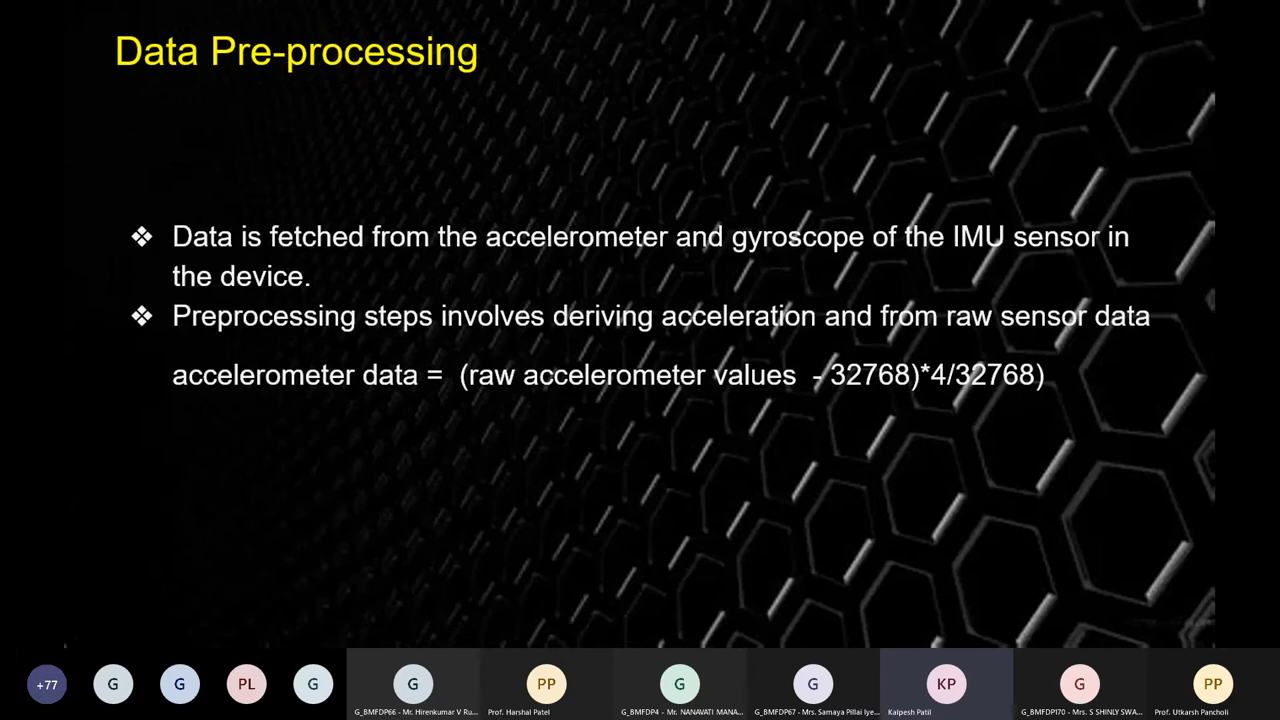 Data Pre-processing
❖ Data is fetched from the accelerometer and gyroscope of the IMU sensor in
the device.
❖ Preprocessing steps involves deriving acceleration and from raw sensor data
accelerometer data = (raw accelerometer values - 32768)*4/32768)
+77
G
G
PL
G
G
PP
G
G
KP
G
PP
G_BMFDP66 - Mr. Hirenkumar V Ru...
Prof. Harshal Patel
G_BMFDP4 - Mr. NANAVATI MANA...
G_BMFDP67 - Mrs. Samaya Pillai Iye...
Kalpesh Patil
G_BMFDP170 - Mrs. S SHINLY SWA...
Prof. Utkarsh Pancholi